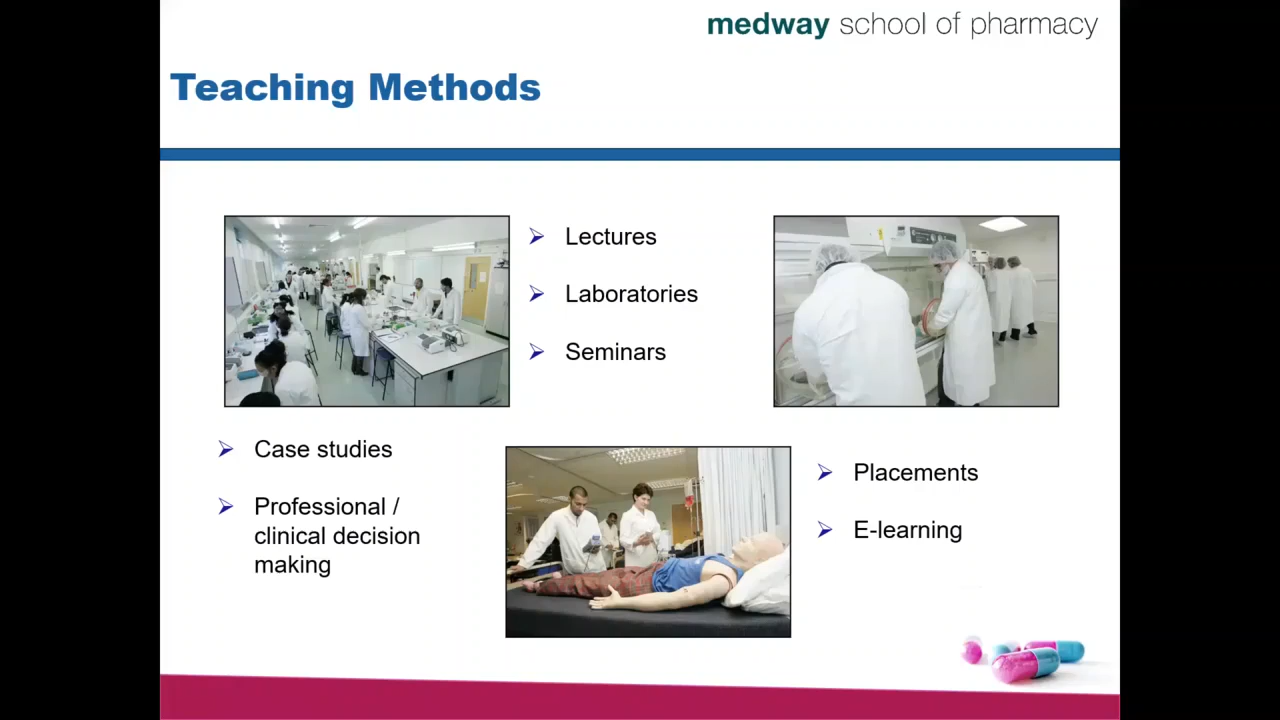 medway school of pharmacy
Teaching Methods
Lectures
Laboratories
Seminars
Case studies
Professional /
clinical decision
making
Placements
E-learning